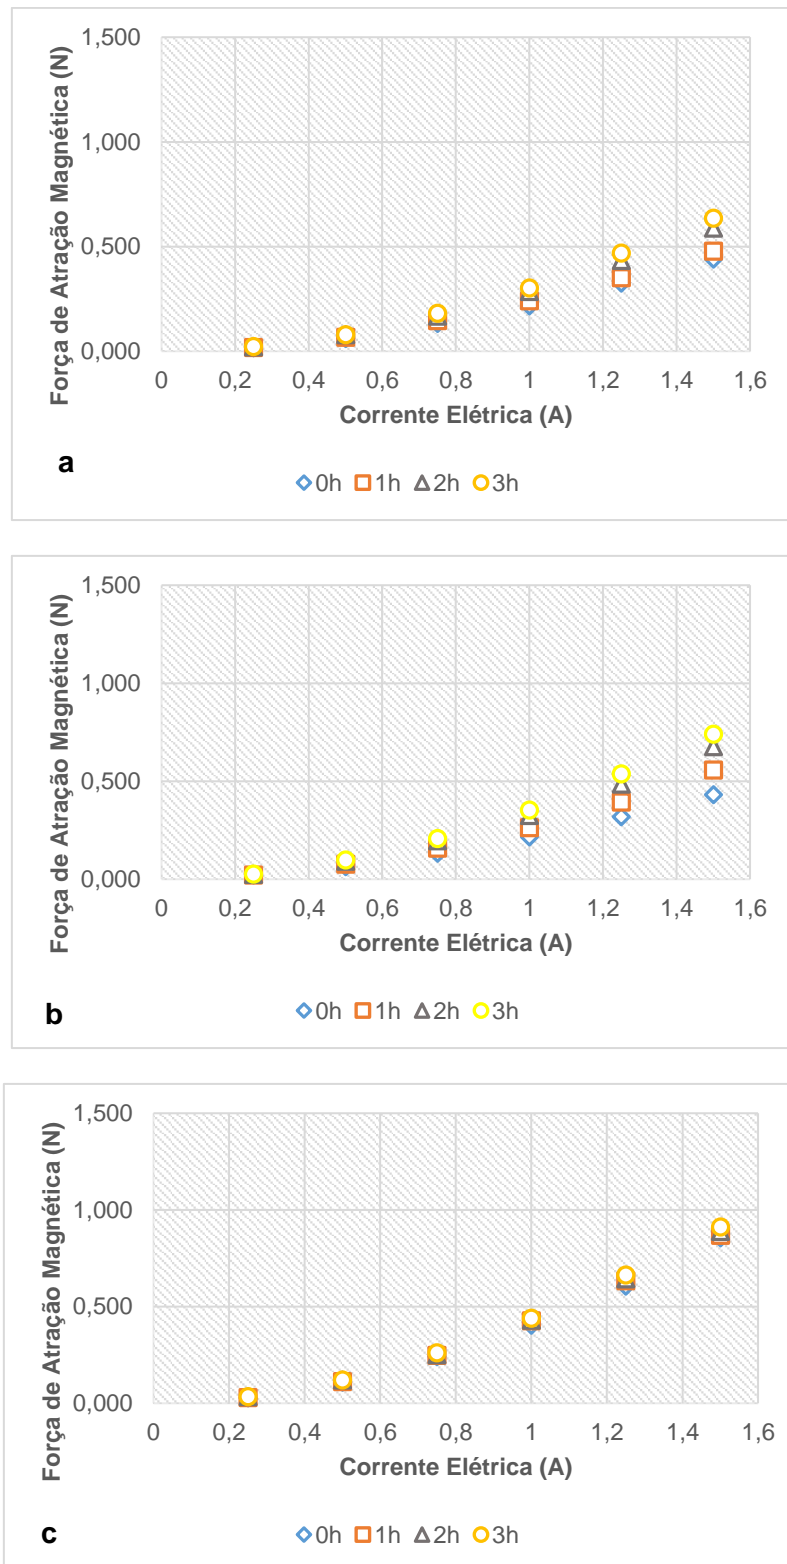 1,500
1,000
0,500
0,000
Força de Atração Magnética (N)
0 0,2 0,4 0,6 0,8 1 1,2 1,4 1,6
Corrente Elétrica (A)
a
0h 1h 2h 3h
1,500
1,000
0,500
0,000
Força de Atração Magnética (N)
0 0,2 0,4 0,6 0,8 1 1,2 1,4 1,6
Corrente Elétrica (A)
b
0h 1h 2h 3h
1,500
1,000
0,500
0,000
Força de Atração Magnética (N)
0 0,2 0,4 0,6 0,8 1 1,2 1,4 1,6
Corrente Elétrica (A)
c
0h 1h 2h 3h